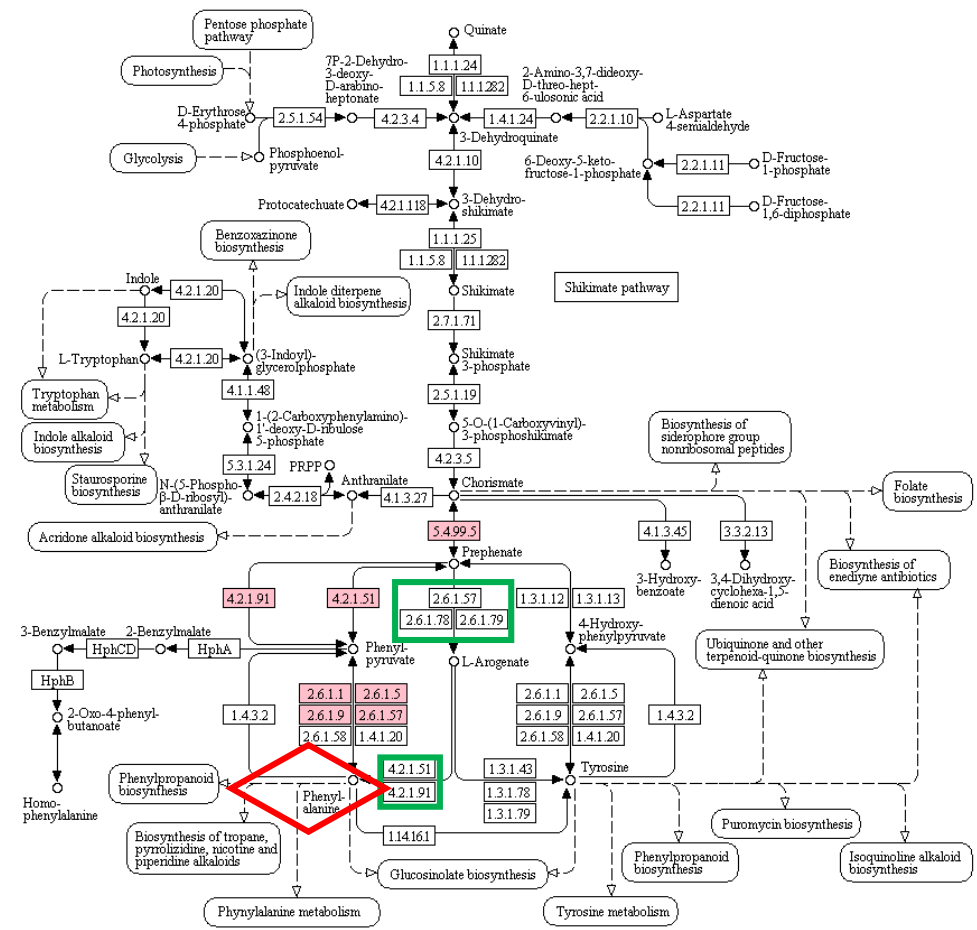 Pentose phosphate
pathway
Photosynthesis
Quinate
1.1.1.24
1.1.5.8
1.1.1.282
7P-2-Dehydro-
3-deoxy-
D-arabino-
heptonate
2-Amino-3,7-dideoxy-
D-threo-hept-
6-ulosonic acid
D-Erythrose
4-phosphate
2.5.1.54
4.2.3.4
1.4.1.24
2.2.1.10
L-Aspartate
4-semialdehyde
3-Dehydroquinate
Glycolysis
Phosphoenol-
pyruvate
4.2.1.10
6-Deoxy-5-keto-
fructose-1-phosphate
2.2.1.11
D-Fructose-
1-phosphate
Protocatechuate
4.2.1.118
3-Dehydro-
shikimate
2.2.1.11
D-Fructose-
1,6-diphosphate
Benzoxazinone
biosynthesis
1.1.1.25
1.1.5.8
1.1.1.282
Indole
4.2.1.20
Indole diterpene
alkaloid biosynthesis
Shikimate
Shikimate pathway
4.2.1.20
2.7.1.71
L-Tryptophan
4.2.1.20
(3-Indoyl)-
glycerolphosphate
Shikimate
3-phosphate
Tryptophan
metabolism
4.1.1.48
2.5.1.19
1-(2-Carboxyphenylamino)-
1'-deoxy-D-ribulose
5-phosphate
5-O-(1-Carboxyvinyl)-
3-phosphoshikimate
Biosynthesis of
siderophore group
nonribosomal peptides
Indole alkaloid
biosynthesis
5.3.1.24
PRPP
4.2.3.5
Staurosporine
biosynthesis
N-(5-Phospho-
β-D-ribosyl)-
anthranilate
2.4.2.18
Anthranilate
4.1.3.27
Chorismate
Folate
biosynthesis
Acridone alkaloid biosynthesis
5.4.99.5
4.1.3.45
3.3.2.13
Prephenate
3-Hydroxy-
benzoate
3,4-Dihydroxy-
cyclohexa-1,5-
dienoic acid
Biosynthesis of
enediyne antibiotics
4.2.1.91
4.2.1.51
2.6.1.57
2.6.1.78
2.6.1.79
1.3.1.12
1.3.1.13
3-Benzylmalate
2-Benzylmalate
HphCD
HphA
Phenyl-
pyruvate
L-Arogenate
4-Hydroxy-
phenylpyruvate
Ubiquinone and other
terpenoid-quinone biosynthesis
HphB
2-Oxo-4-phenyl-
butanoate
1.4.3.2
2.6.1.1
2.6.1.5
2.6.1.9
2.6.1.57
2.6.1.58
1.4.1.20
2.6.1.1
2.6.1.5
2.6.1.9
2.6.1.57
2.6.1.58
1.4.1.20
1.4.3.2
Homo-
phenylalanine
Phenylpropanoid
biosynthesis
Phenyl-
alanine
4.2.1.51
4.2.1.91
1.3.1.43
1.3.1.78
1.3.1.79
Tyrosine
Biosynthesis of tropane,
pyrrolizidine, nicotine and
piperidine alkaloids
1.14.16.1
Puromycin biosynthesis
Glucosinolate biosynthesis
Phenylpropanoid
biosynthesis
Isoquinoline alkaloid
biosynthesis
Phynylalanine metabolism
Tyrosine metabolism